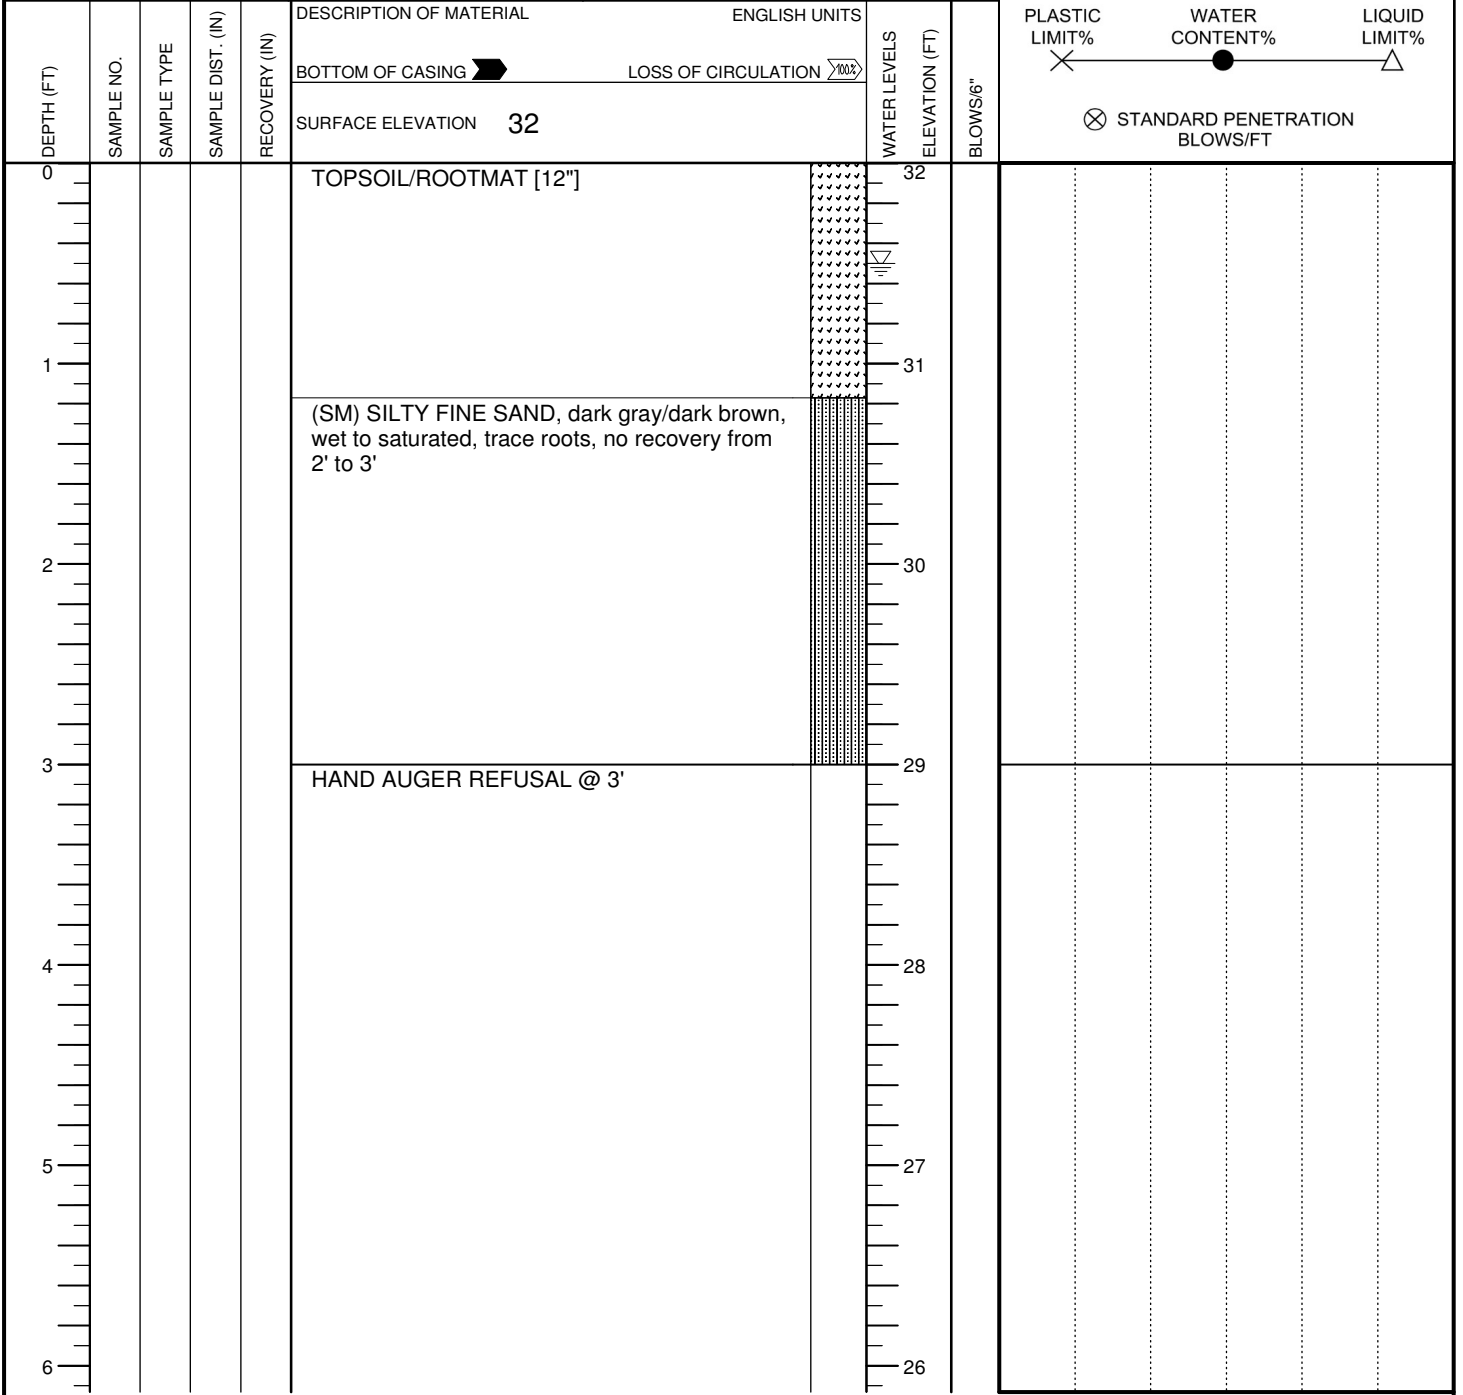 DEPTH (FT)
SAMPLE NO.
SAMPLE TYPE
SAMPLE DIST. (IN)
RECOVERY (IN)
DESCRIPTION OF MATERIAL ENGLISH UNITS
BOTTOM OF CASING LOSS OF CIRCULATION 100%
SURFACE ELEVATION 32
WATER LEVELS
ELEVATION (FT)
BLOWS/6"
PLASTIC LIMIT%
WATER CONTENT%
LIQUID LIMIT%
STANDARD PENETRATION
BLOWS/FT
0 TOPSOIL/ROOTMAT [12"] 32
1 31
(SM) SILTY FINE SAND, dark gray/dark brown,
wet to saturated, trace roots, no recovery from
2' to 3'
2 30
3 29
HAND AUGER REFUSAL @ 3'
4 28
5 27
6 26